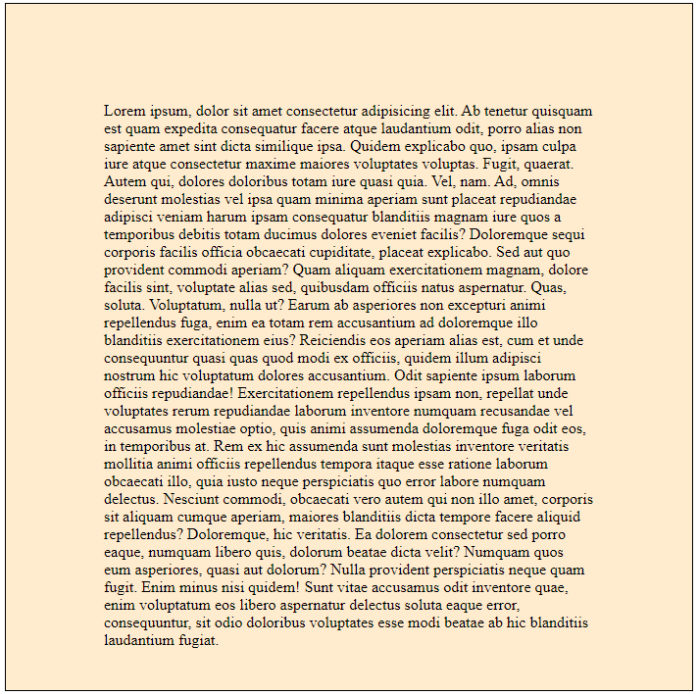 Lorem ipsum, dolor sit amet consectetur adipisicing elit. Ab tenetur quisquam
est quam expedita consequatur facere atque laudantium odit, porro alias non
sapiente amet sint dicta similique ipsa. Quidem explicabo quo, ipsam culpa
iure atque consectetur maxime maiores voluptates voluptas. Fugit, quaerat.
Autem qui, dolores doloribus totam iure quasi quia. Vel, nam. Ad, omnis
deserunt molestias vel ipsa quam minima aperiam sunt placeat repudiandae
adipisci veniam harum ipsam consequatur blanditiis magnam iure quos a
temporibus debitis totam ducimus dolores eveniet facilis? Doloremque sequi
corporis facilis officia obcaecati cupiditate, placeat explicabo. Sed aut quo
provident commodi aperiam? Quam aliquam exercitationem magnam, dolore
facilis sint, voluptate alias sed, quibusdam officiis natus aspernatur. Quas,
soluta. Voluptatum, nulla ut? Earum ab asperiores non excepturi animi
repellendus fuga, enim ea totam rem accusantium ad doloremque illo
blanditiis exercitationem eius? Reiciendis eos aperiam alias est, cum et unde
consequuntur quasi quas quod modi ex officiis, quidem illum adipisci
nostrum hic voluptatum dolores accusantium. Odit sapiente ipsum laborum
officiis repudiandae! Exercitationem repellendus ipsam non, repellat unde
voluptates rerum repudiandae laborum inventore numquam recusandae vel
accusamus molestiae optio, quis animi assumenda doloremque fuga odit eos,
in temporibus at. Rem ex hic assumenda sunt molestias inventore veritatis
mollitia animi officiis repellendus tempora itaque esse ratione laborum
obcaecati illo, quia iusto neque perspiciatis quo error labore numquam
delectus. Nesciunt commodi, obcaecati vero autem qui non illo amet, corporis
sit aliquam cumque aperiam, maiores blanditiis dicta tempore facere aliquid
repellendus? Doloremque, hic veritatis. Ea dolorem consectetur sed porro
eaque, numquam libero quis, dolorum beatae dicta velit? Numquam quos
eum asperiores, quasi aut dolorum? Nulla provident perspiciatis neque quam
fugit. Enim minus nisi quidem! Sunt vitae accusamus odit inventore quae,
enim voluptatum eos libero aspernatur delectus soluta eaque error,
consequuntur, sit odio doloribus voluptates esse modi beatae ab hic blanditiis
laudantium fugiat.